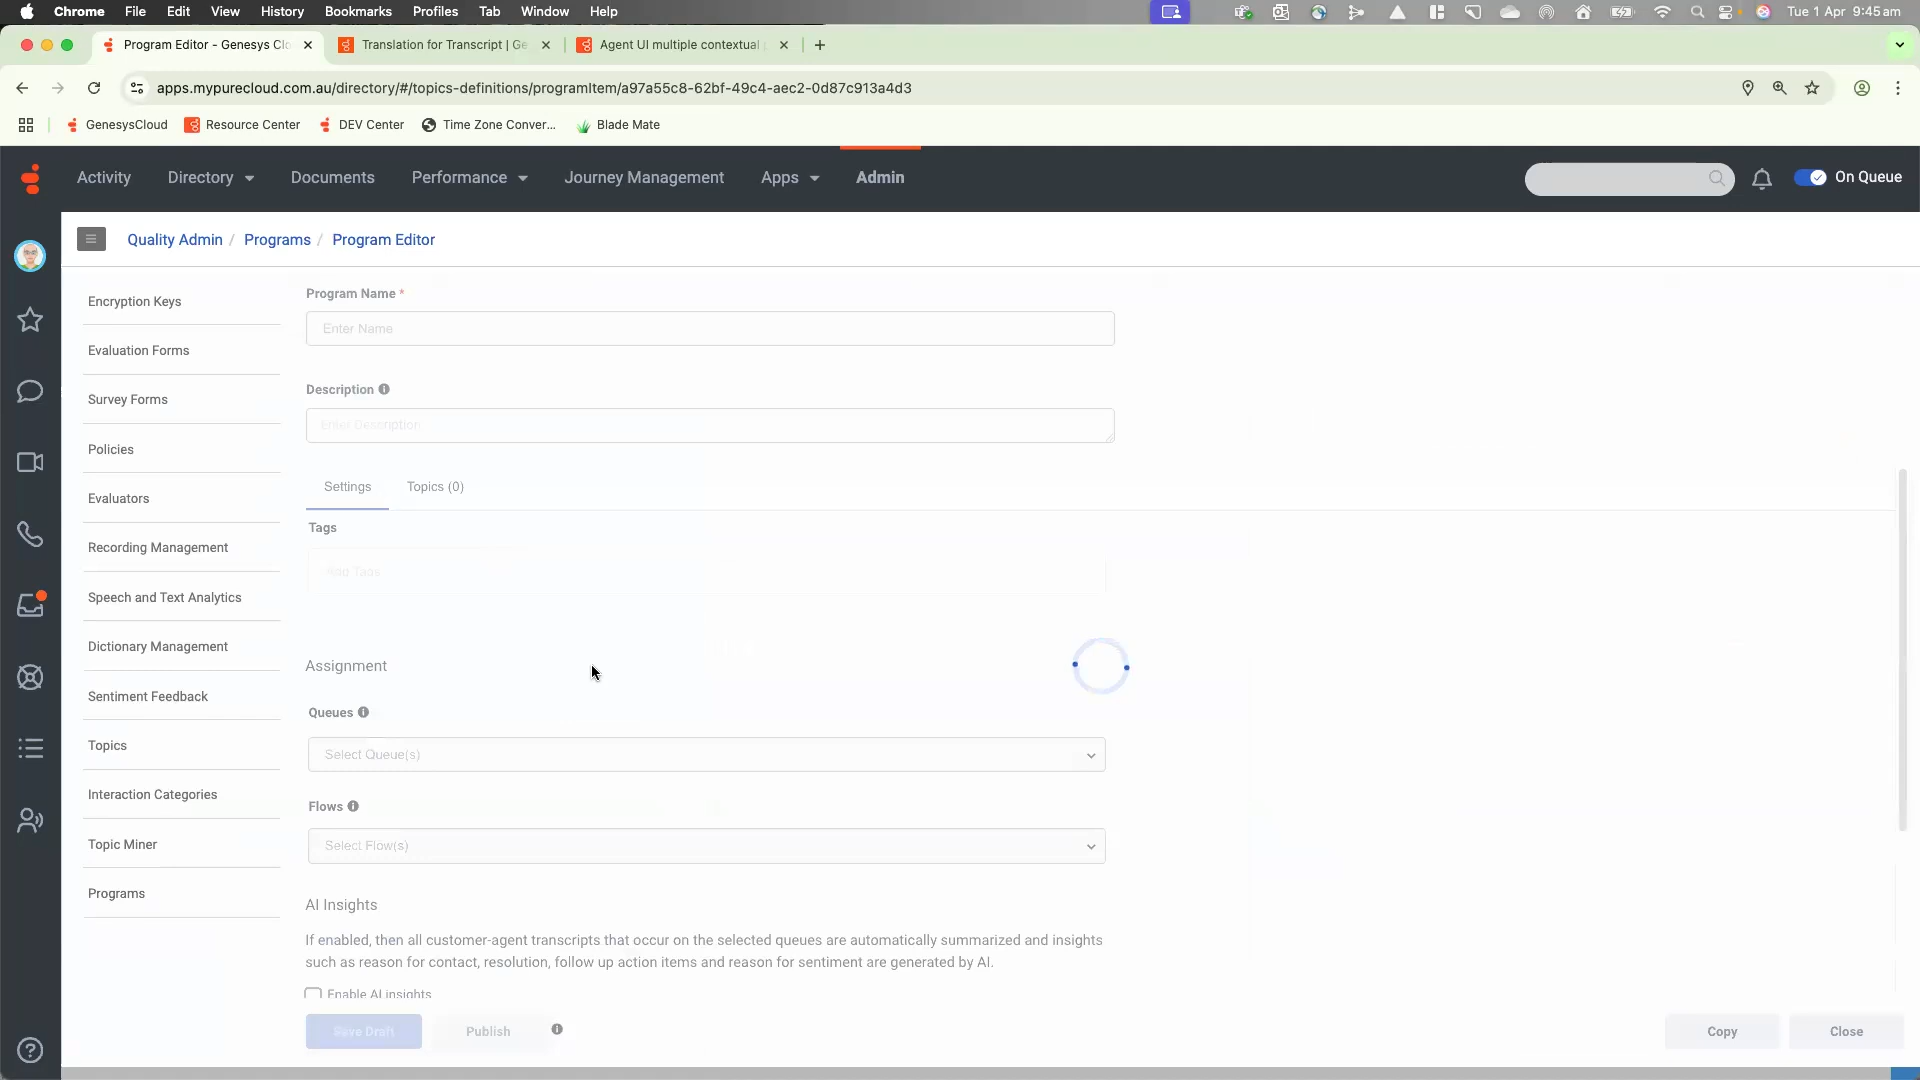 Chrome File Edit View History Bookmarks Profiles Tab Window Help Tue 1 Apr 9:45 am
Program Editor - Genesys Clo Translation for Transcript | Ge Agent UI multiple contextual
apps.mypurecloud.com.au/directory/#/topics-definitions/programItem/a97a55c8-62bf-49c4-aec2-0d87c913a4d3
GenesysCloud Resource Center DEV Center Time Zone Conver... Blade Mate
Activity Directory Documents Performance Journey Management Apps Admin On Queue
Quality Admin / Programs / Program Editor
Encryption Keys
Evaluation Forms
Survey Forms
Policies
Evaluators
Recording Management
Speech and Text Analytics
Dictionary Management
Sentiment Feedback
Topics
Interaction Categories
Topic Miner
Programs
Program Name *
Enter Name
Description
Enter Description
Settings Topics (0)
Tags
Add Tags
Assignment
Queues
Select Queue(s)
Flows
Select Flow(s)
AI Insights
If enabled, then all customer-agent transcripts that occur on the selected queues are automatically summarized and insights
such as reason for contact, resolution, follow up action items and reason for sentiment are generated by AI.
Enable AI insights
Save Draft Publish Copy Close